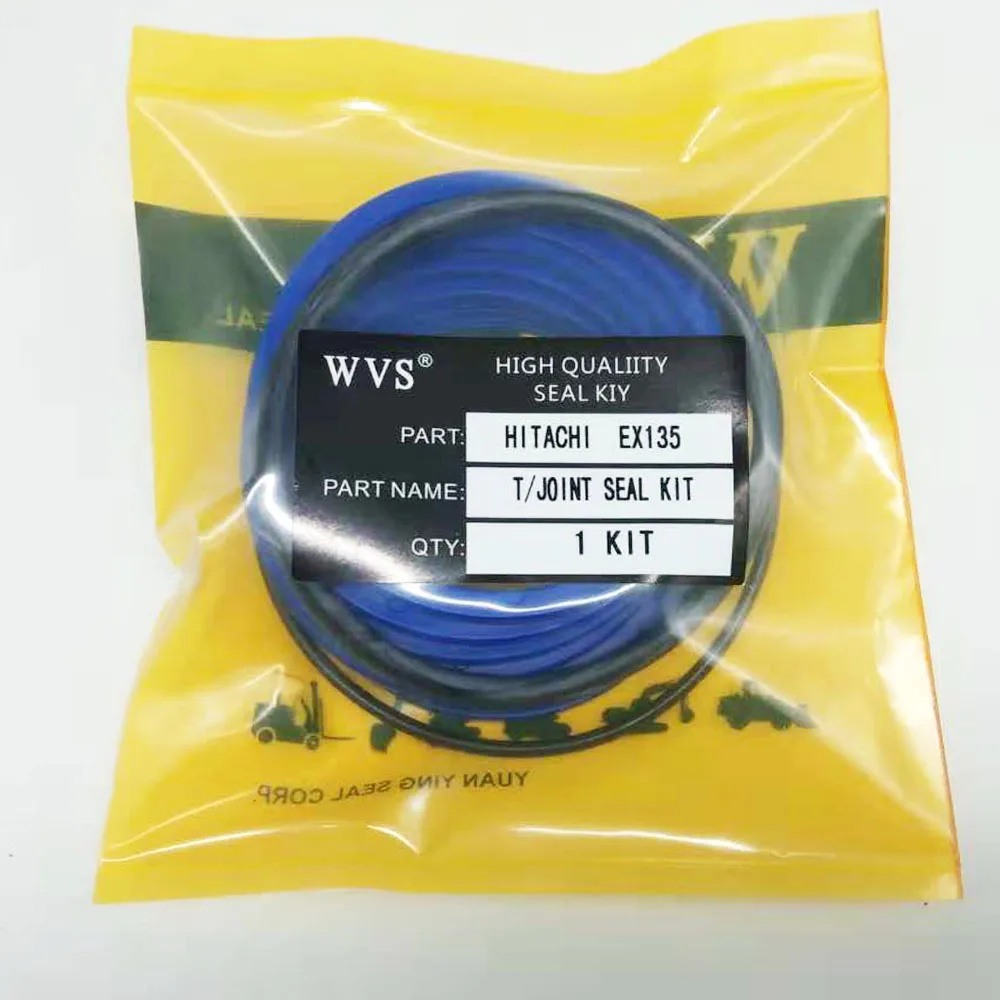 WVS®
HIGH QUALIITY
SEAL KIY
PART: HITACHI EX135
PART NAME: T/JOINT SEAL KIT
QTY: 1 KIT
YUAN YING SEAL CORP.